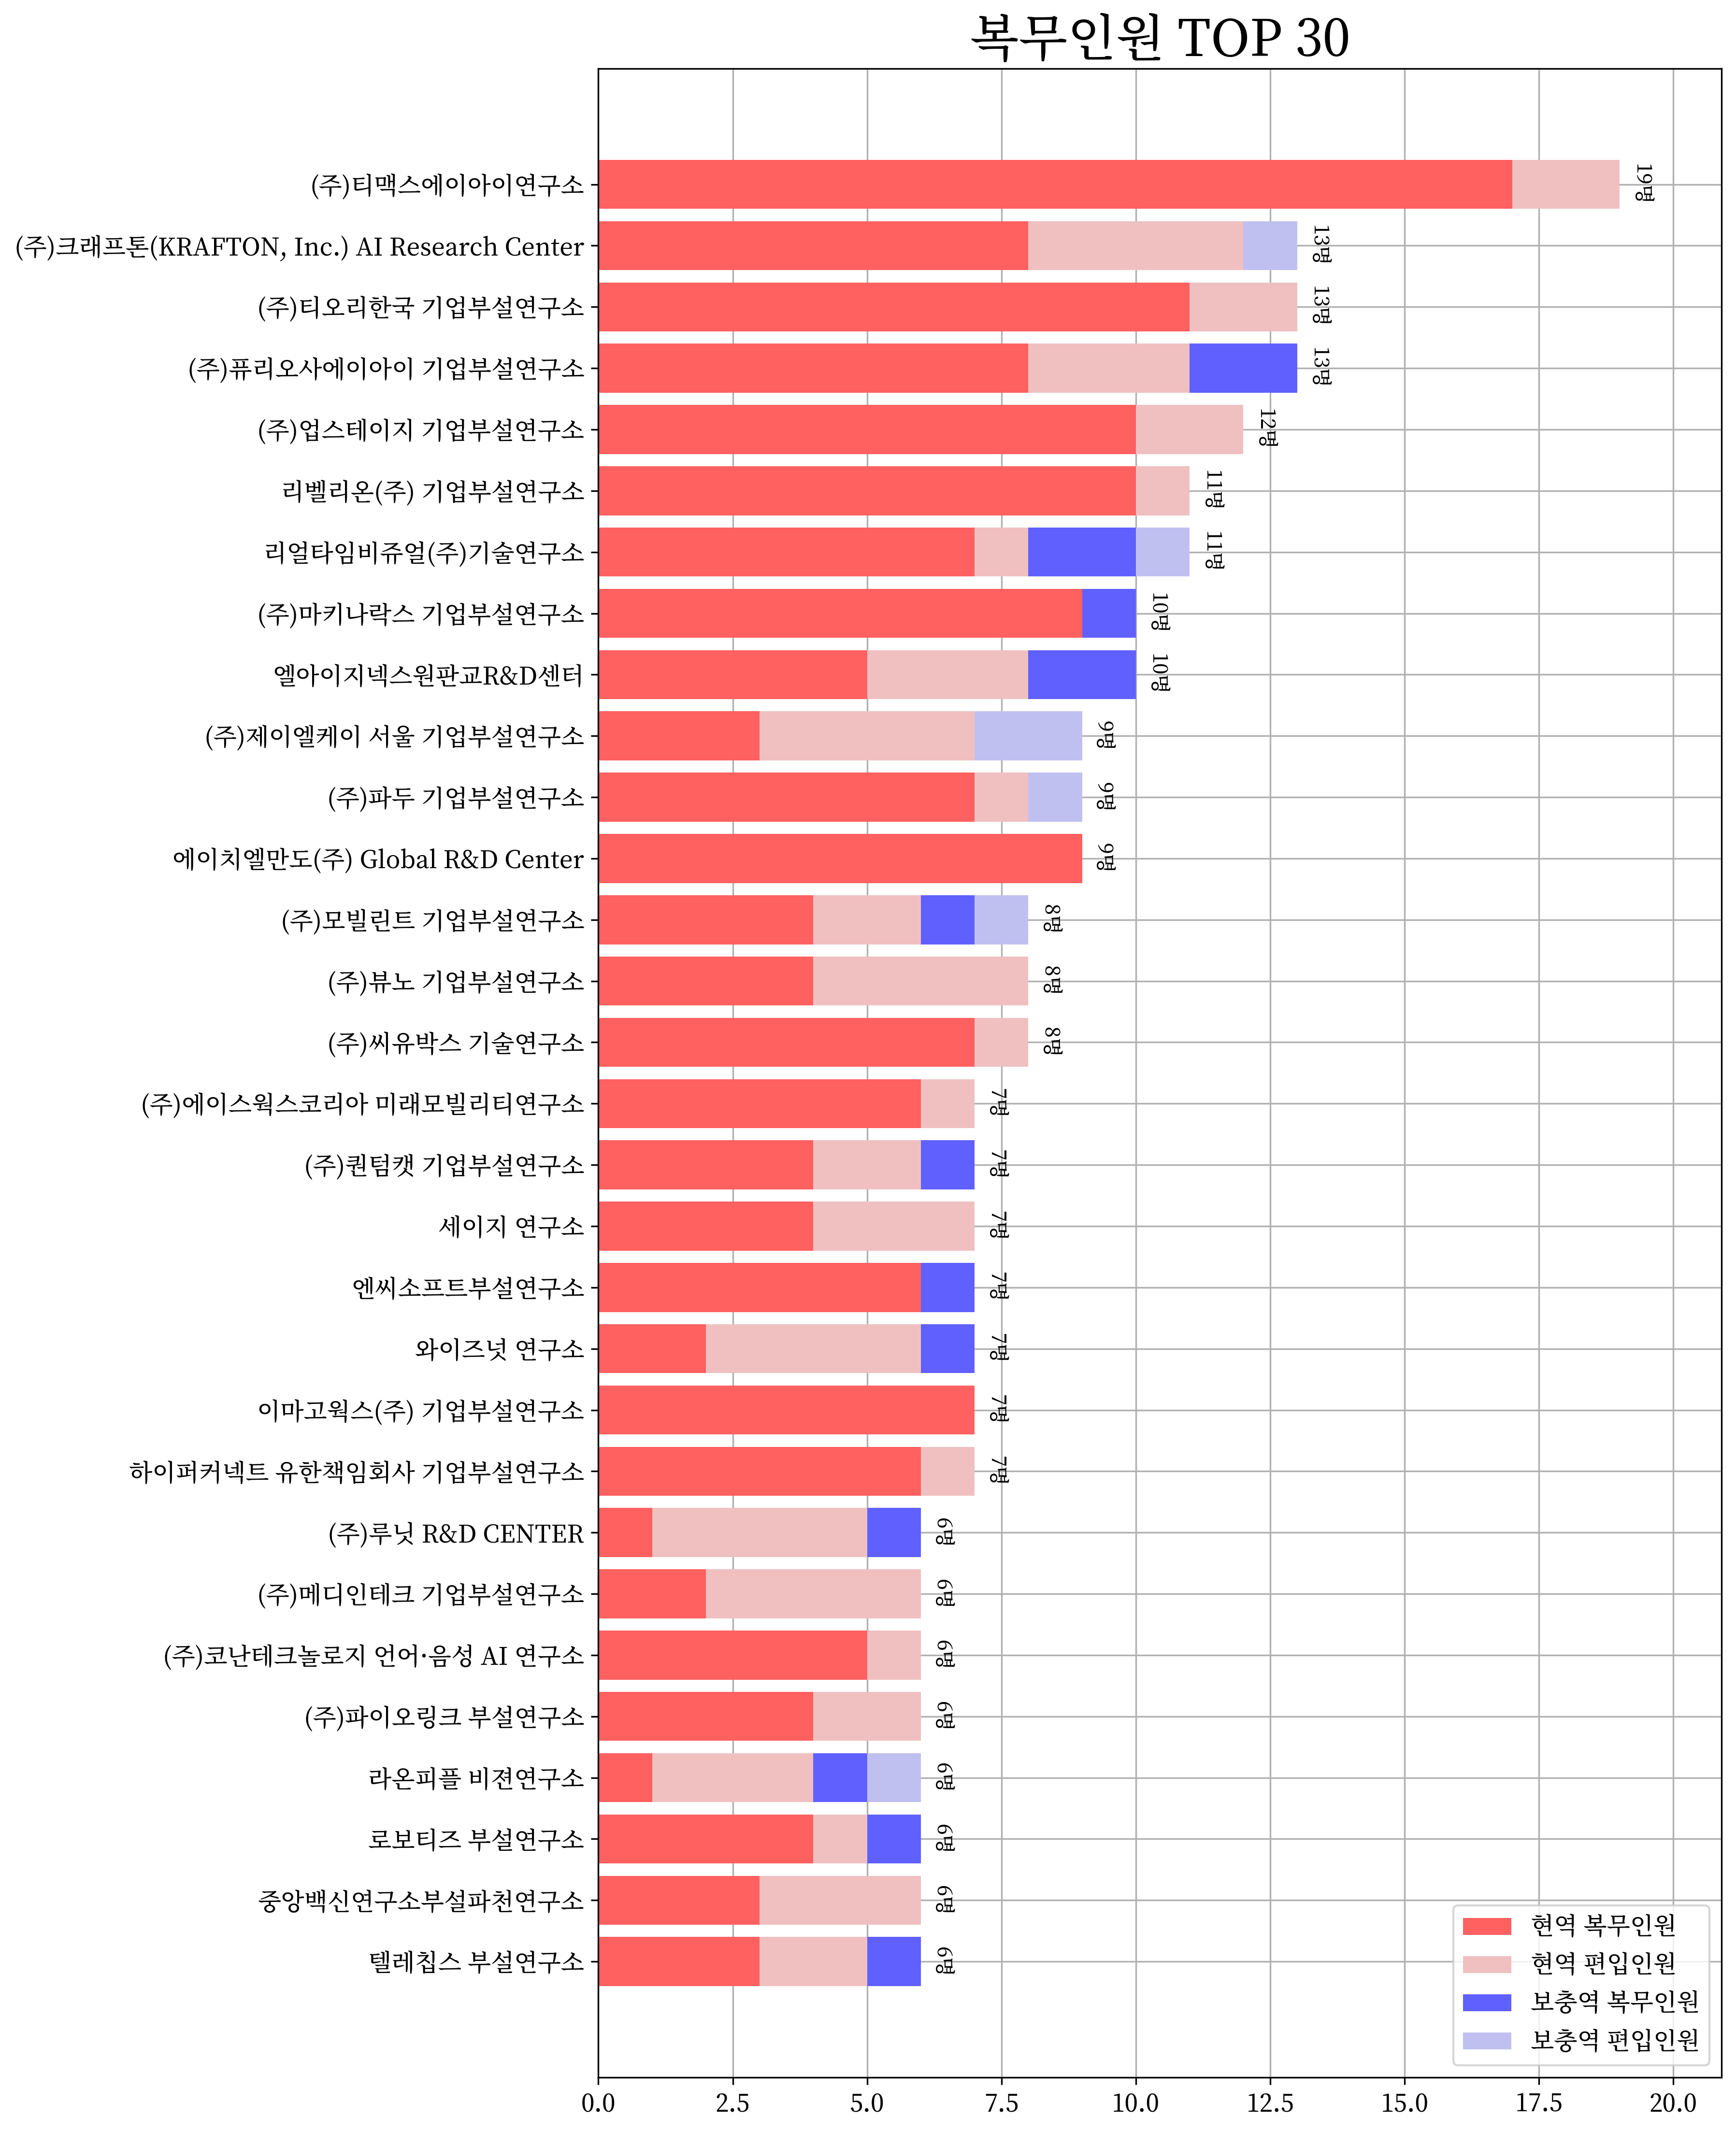 복무인원 TOP 30
(주)티맥스에이아이연구소 19명
(주)크래프톤(KRAFTON, Inc.) AI Research Center 13명
(주)티오리한국 기업부설연구소 13명
(주)퓨리오사에이아이 기업부설연구소 13명
(주)업스테이지 기업부설연구소 12명
리벨리온(주) 기업부설연구소 11명
리얼타임비쥬얼(주)기술연구소 11명
(주)마키나락스 기업부설연구소 10명
엘아이지넥스원판교R&D센터 10명
(주)제이엘케이 서울 기업부설연구소 9명
(주)파두 기업부설연구소 9명
에이치엘만도(주) Global R&D Center 9명
(주)모빌린트 기업부설연구소 8명
(주)뷰노 기업부설연구소 8명
(주)씨유박스 기술연구소 8명
(주)에이스웍스코리아 미래모빌리티연구소 7명
(주)퀀텀캣 기업부설연구소 7명
세이지 연구소 7명
엔씨소프트부설연구소 7명
와이즈넛 연구소 7명
이마고웍스(주) 기업부설연구소 7명
하이퍼커넥트 유한책임회사 기업부설연구소 7명
(주)루닛 R&D CENTER 6명
(주)메디인테크 기업부설연구소 6명
(주)코난테크놀로지 언어·음성 AI 연구소 6명
(주)파이오링크 부설연구소 6명
라온피플 비젼연구소 6명
로보티즈 부설연구소 6명
중앙백신연구소부설파천연구소 6명
텔레칩스 부설연구소 6명
현역 복무인원
현역 편입인원
보충역 복무인원
보충역 편입인원
0.0 2.5 5.0 7.5 10.0 12.5 15.0 17.5 20.0